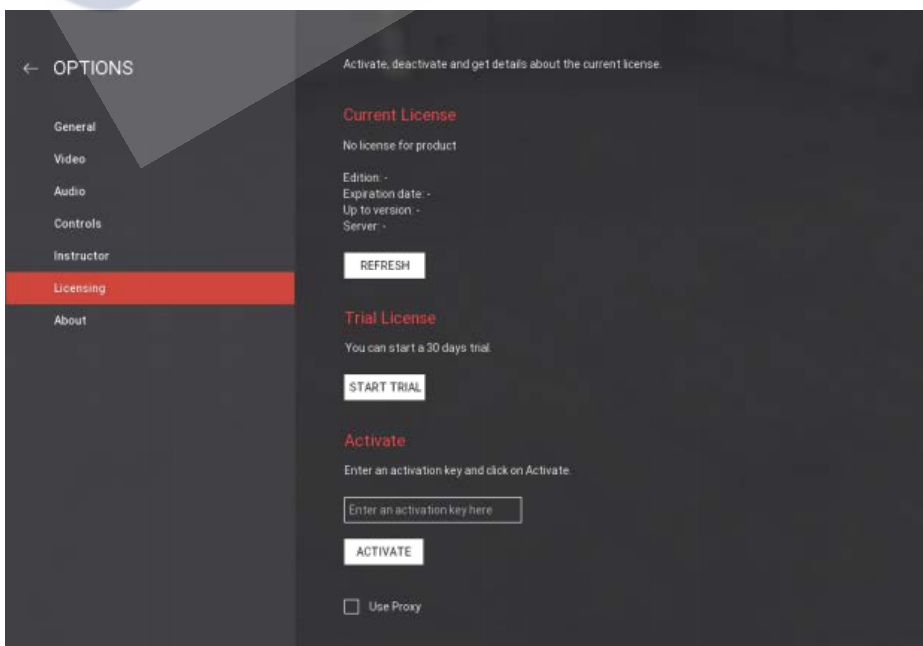 ← OPTIONS
General
Video
Audio
Controls
Instructor
Licensing
About
Activate, deactivate and get details about the current license.
Current License
No license for product
Edition: -
Expiration date: -
Up to version: -
Server: -
REFRESH
Trial License
You can start a 30 days trial.
START TRIAL
Activate
Enter an activation key and click on Activate.
Enter an activation key here
ACTIVATE
Use Proxy